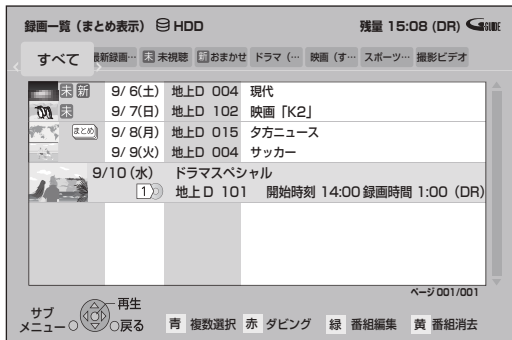 録画一覧（まとめ表示） HDD 残量 15:08 (DR) GGUIDE
すべて 最新録画… 未 未視聴 新 おまかせ ドラマ（… 映画（す… スポーツ… 撮影ビデオ
未 新 9/ 6(土) 地上D 004 現代
未 9/ 7(日) 地上D 102 映画「K2」
まとめ 9/ 8(月) 地上D 015 夕方ニュース
9/ 9(火) 地上D 004 サッカー
9/10(水) ドラマスペシャル
1 地上D 101 開始時刻 14:00 録画時間 1:00 (DR)
ページ 001/001
サブメニュー 再生 戻る
青 複数選択 赤 ダビング 緑 番組編集 黄 番組消去